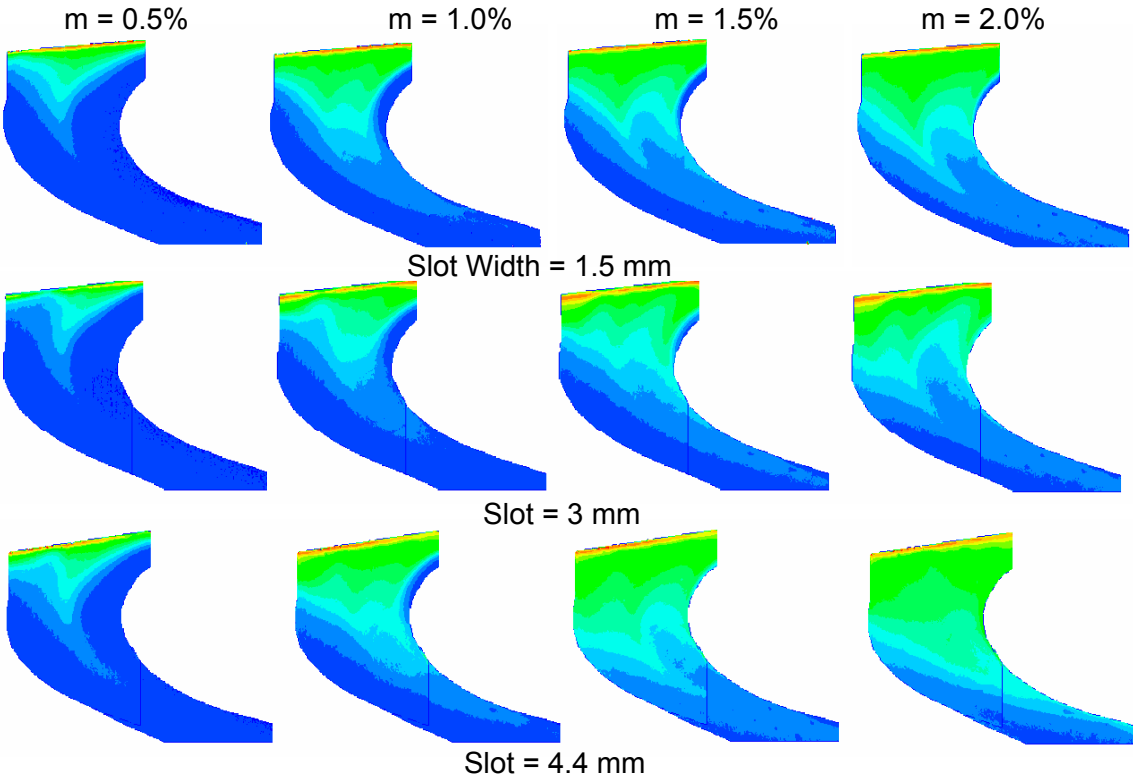 m = 0.5% m = 1.0% m = 1.5% m = 2.0%
Slot Width = 1.5 mm
Slot = 3 mm
Slot = 4.4 mm